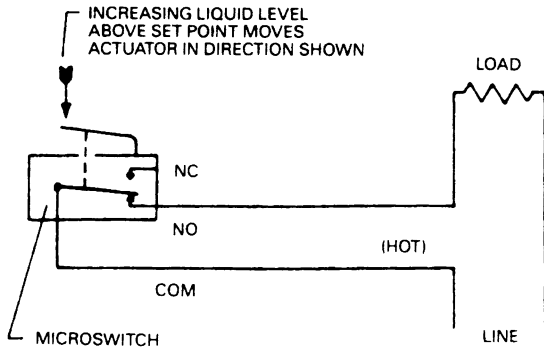 INCREASING LIQUID LEVEL
ABOVE SET POINT MOVES
ACTUATOR IN DIRECTION SHOWN
LOAD
NC
NO
(HOT)
COM
MICROSWITCH
LINE